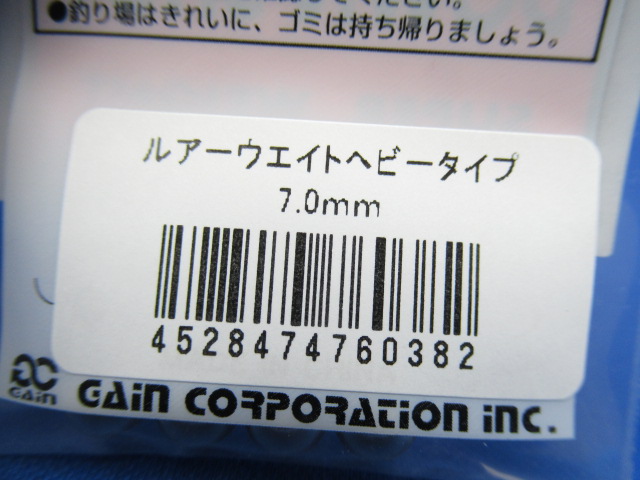 ●釣り場はきれいに、ゴミは持ち帰りましょう。
ルアーウエイトヘビータイプ
7.0mm
4528474760382
GAIN
GAIN CORPORATION INC.